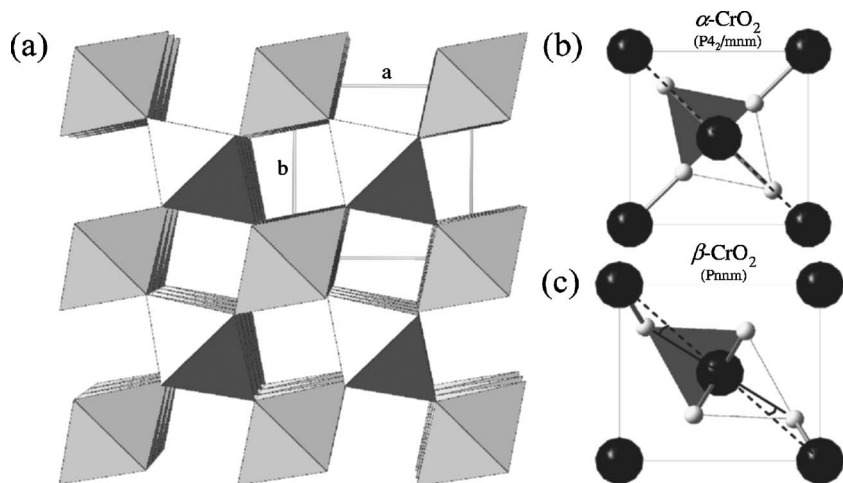 (a)
a
b
(b)
α-CrO₂
(P4₂/mnm)
(c)
β-CrO₂
(Pnnm)